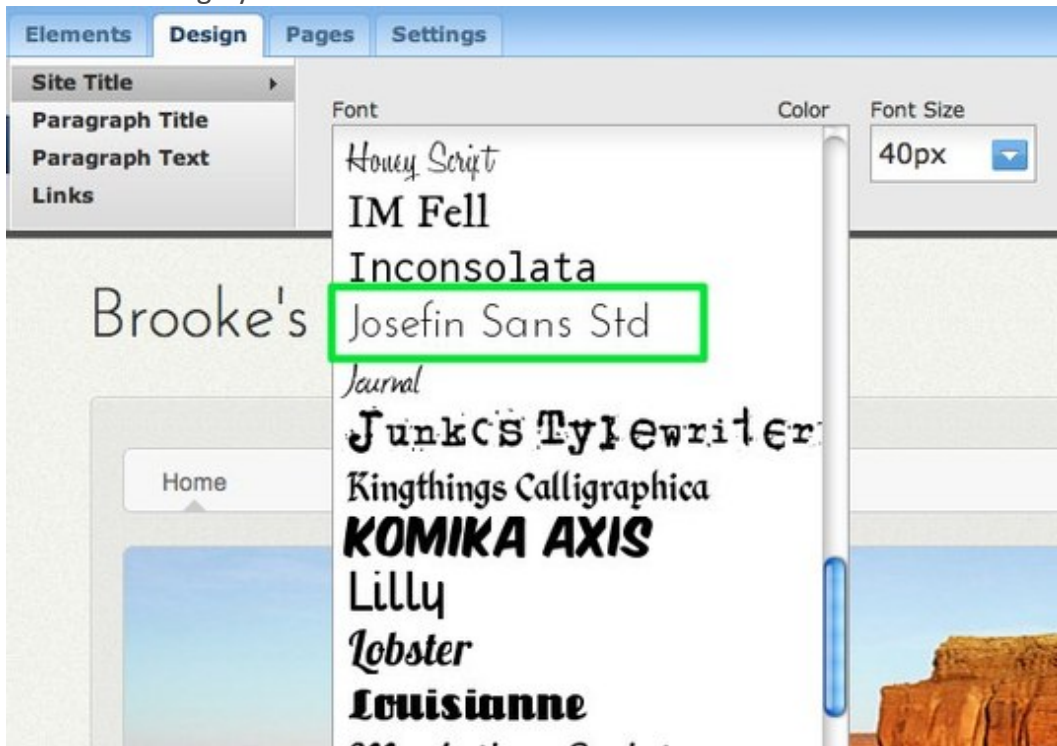 Elements Design Pages Settings
Site Title
Paragraph Title
Paragraph Text
Links
Font Color Font Size
40px
Honey Script
IM Fell
Inconsolata
Josefin Sans Std
Journal
Junkos Typewriter
Kingthings Calligraphica
KOMIKA AXIS
Lilly
Lobster
Louisianne
Brooke's
Home